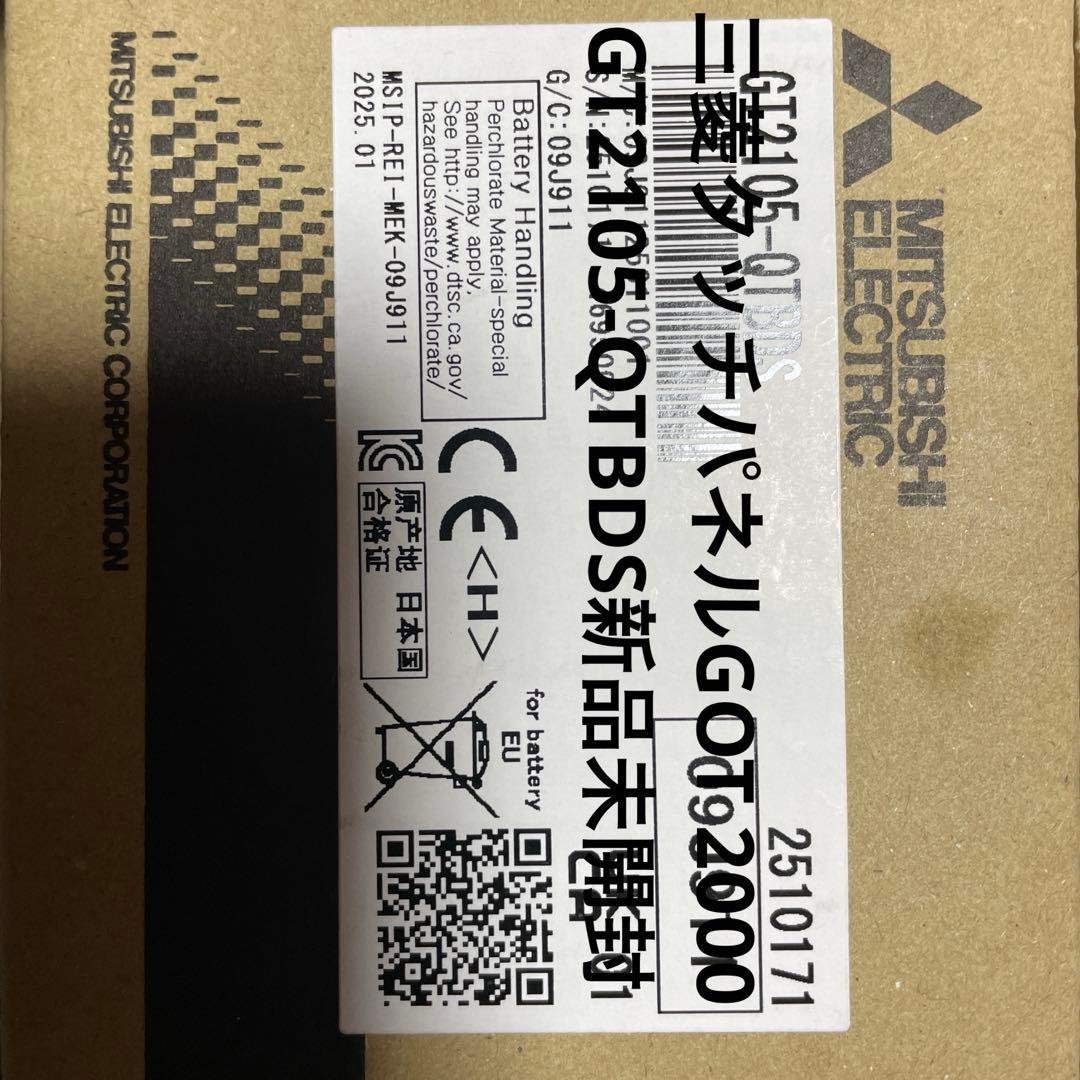 MITSUBISHI
ELECTRIC
三菱タッチパネルGOT2000
GT2105-QTBDS新品未開封
GT2105-QTBDS
2510171
G/C:09J911
Battery Handling
Perchlorate Material-special
handling may apply,
See http://www.dtsc.ca.gov/
hazardouswaste/perchlorate/
MSIP-REI-MEK-09J911
2025.01
CE
<H>
原产地 日本国
合格证
for battery
EU
MITSUBISHI ELECTRIC CORPORATION